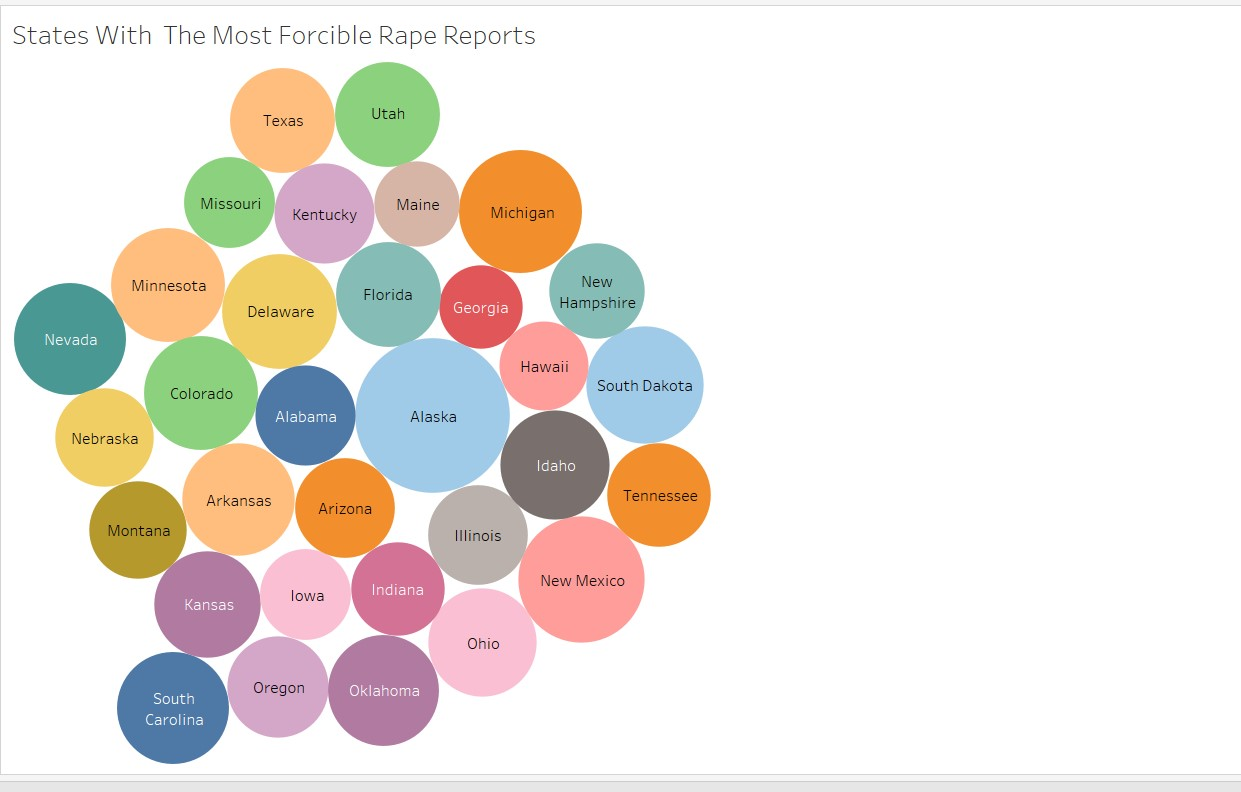 States With  The Most Forcible Rape Reports
Texas
Utah
Missouri
Kentucky
Maine
Michigan
Minnesota
Delaware
Florida
Georgia
New
Hampshire
Nevada
Colorado
Alabama
Alaska
Hawaii
South Dakota
Nebraska
Arkansas
Arizona
Idaho
Tennessee
Montana
Illinois
Kansas
Iowa
Indiana
New Mexico
Ohio
South
Carolina
Oregon
Oklahoma